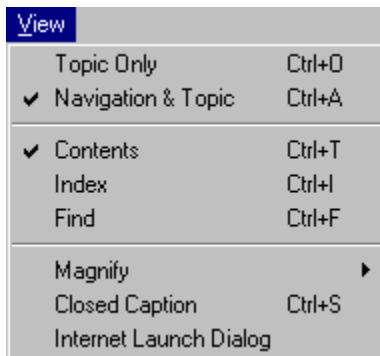 View
Topic Only Ctrl+O
Navigation & Topic Ctrl+A
Contents Ctrl+T
Index Ctrl+I
Find Ctrl+F
Magnify
Closed Caption Ctrl+S
Internet Launch Dialog